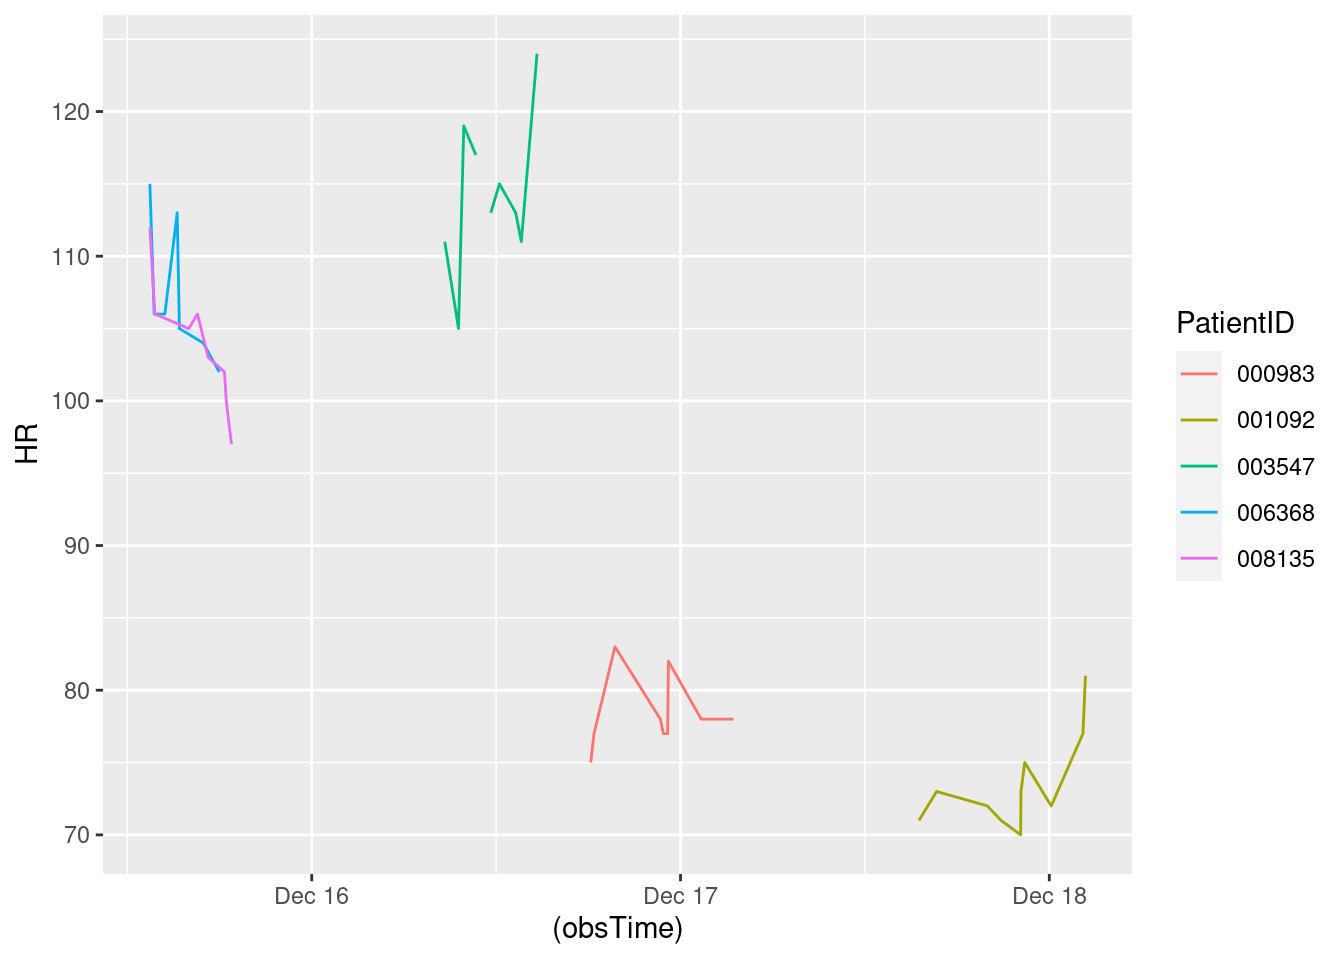 120
110
100
90
80
70
HR
Dec 16
Dec 17
Dec 18
(obsTime)
PatientID
000983
001092
003547
006368
008135